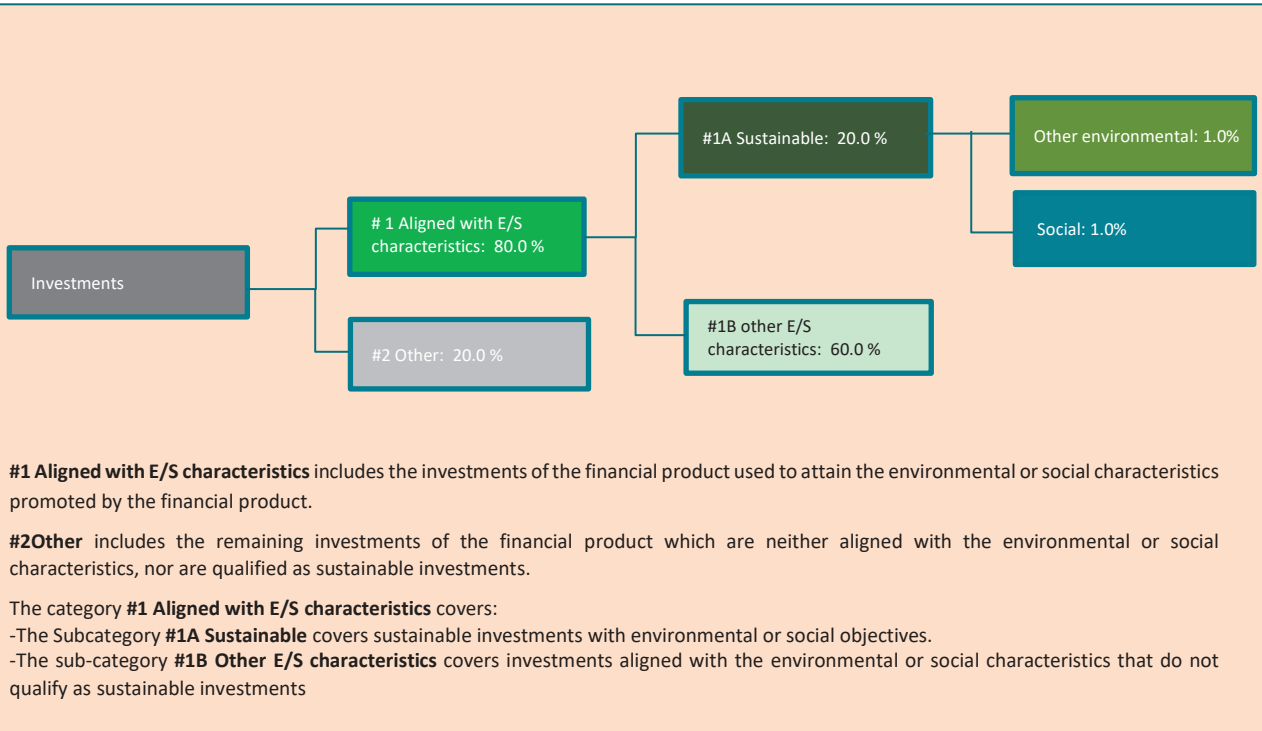 Investments
# 1 Aligned with E/S
characteristics: 80.0 %
#2 Other: 20.0 %
#1A Sustainable: 20.0 %
#1B other E/S
characteristics: 60.0 %
Other environmental: 1.0%
Social: 1.0%
#1 Aligned with E/S characteristics includes the investments of the financial product used to attain the environmental or social characteristics
promoted by the financial product.
#2Other includes the remaining investments of the financial product which are neither aligned with the environmental or social
characteristics, nor are qualified as sustainable investments.
The category #1 Aligned with E/S characteristics covers:
-The Subcategory #1A Sustainable covers sustainable investments with environmental or social objectives.
-The sub-category #1B Other E/S characteristics covers investments aligned with the environmental or social characteristics that do not
qualify as sustainable investments